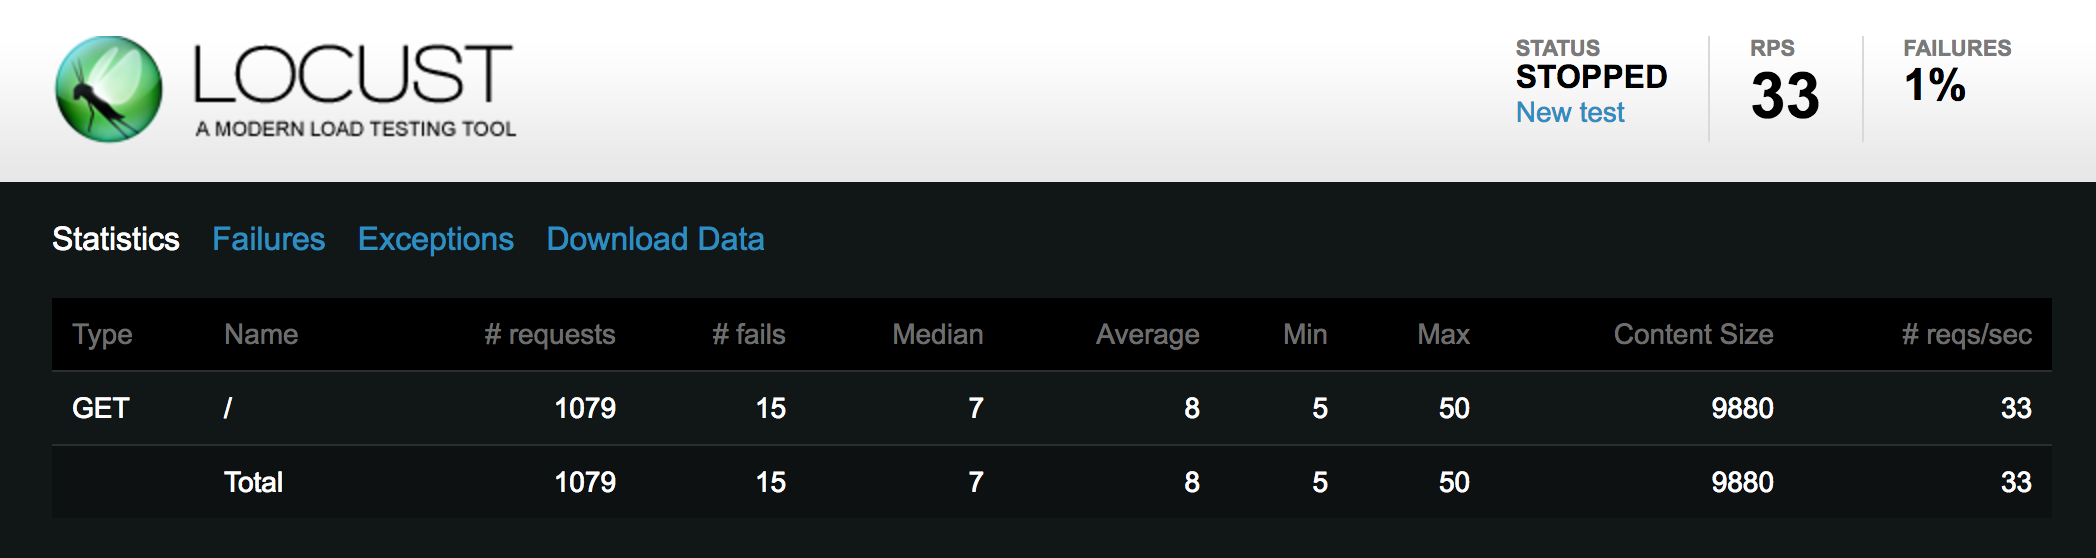 LOCUST
A MODERN LOAD TESTING TOOL
STATUS
STOPPED
New test
RPS
33
FAILURES
1%
Statistics Failures Exceptions Download Data
Type Name # requests # fails Median Average Min Max Content Size # reqs/sec
GET / 1079 15 7 8 5 50 9880 33
Total 1079 15 7 8 5 50 9880 33